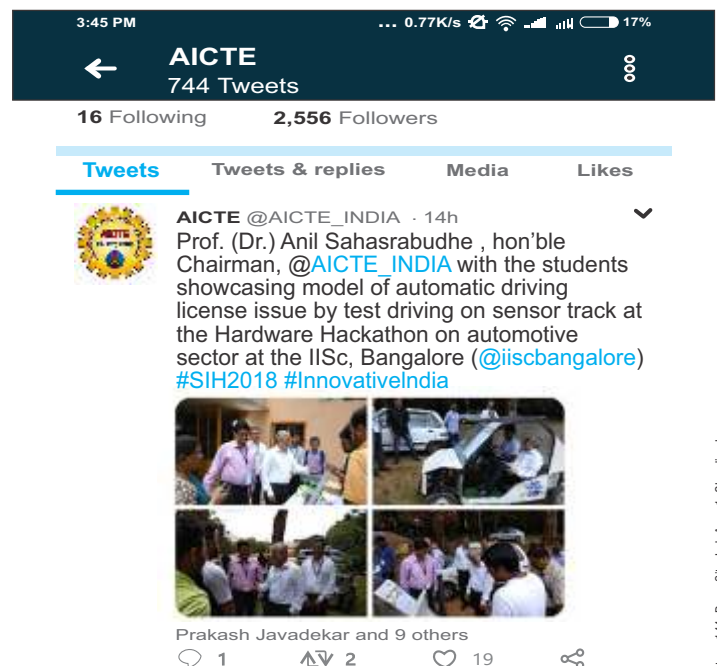 3:45 PM ... 0.77K/s 17%
AICTE
744 Tweets
16 Following 2,556 Followers
Tweets Tweets & replies Media Likes
AICTE @AICTE_INDIA · 14h
Prof. (Dr.) Anil Sahasrabudhe , hon'ble
Chairman, @AICTE_INDIA with the students
showcasing model of automatic driving
license issue by test driving on sensor track at
the Hardware Hackathon on automotive
sector at the IISc, Bangalore (@iiscbangalore)
#SIH2018 #InnovativeIndia
AICTE
Prakash Javadekar and 9 others
1 2 19